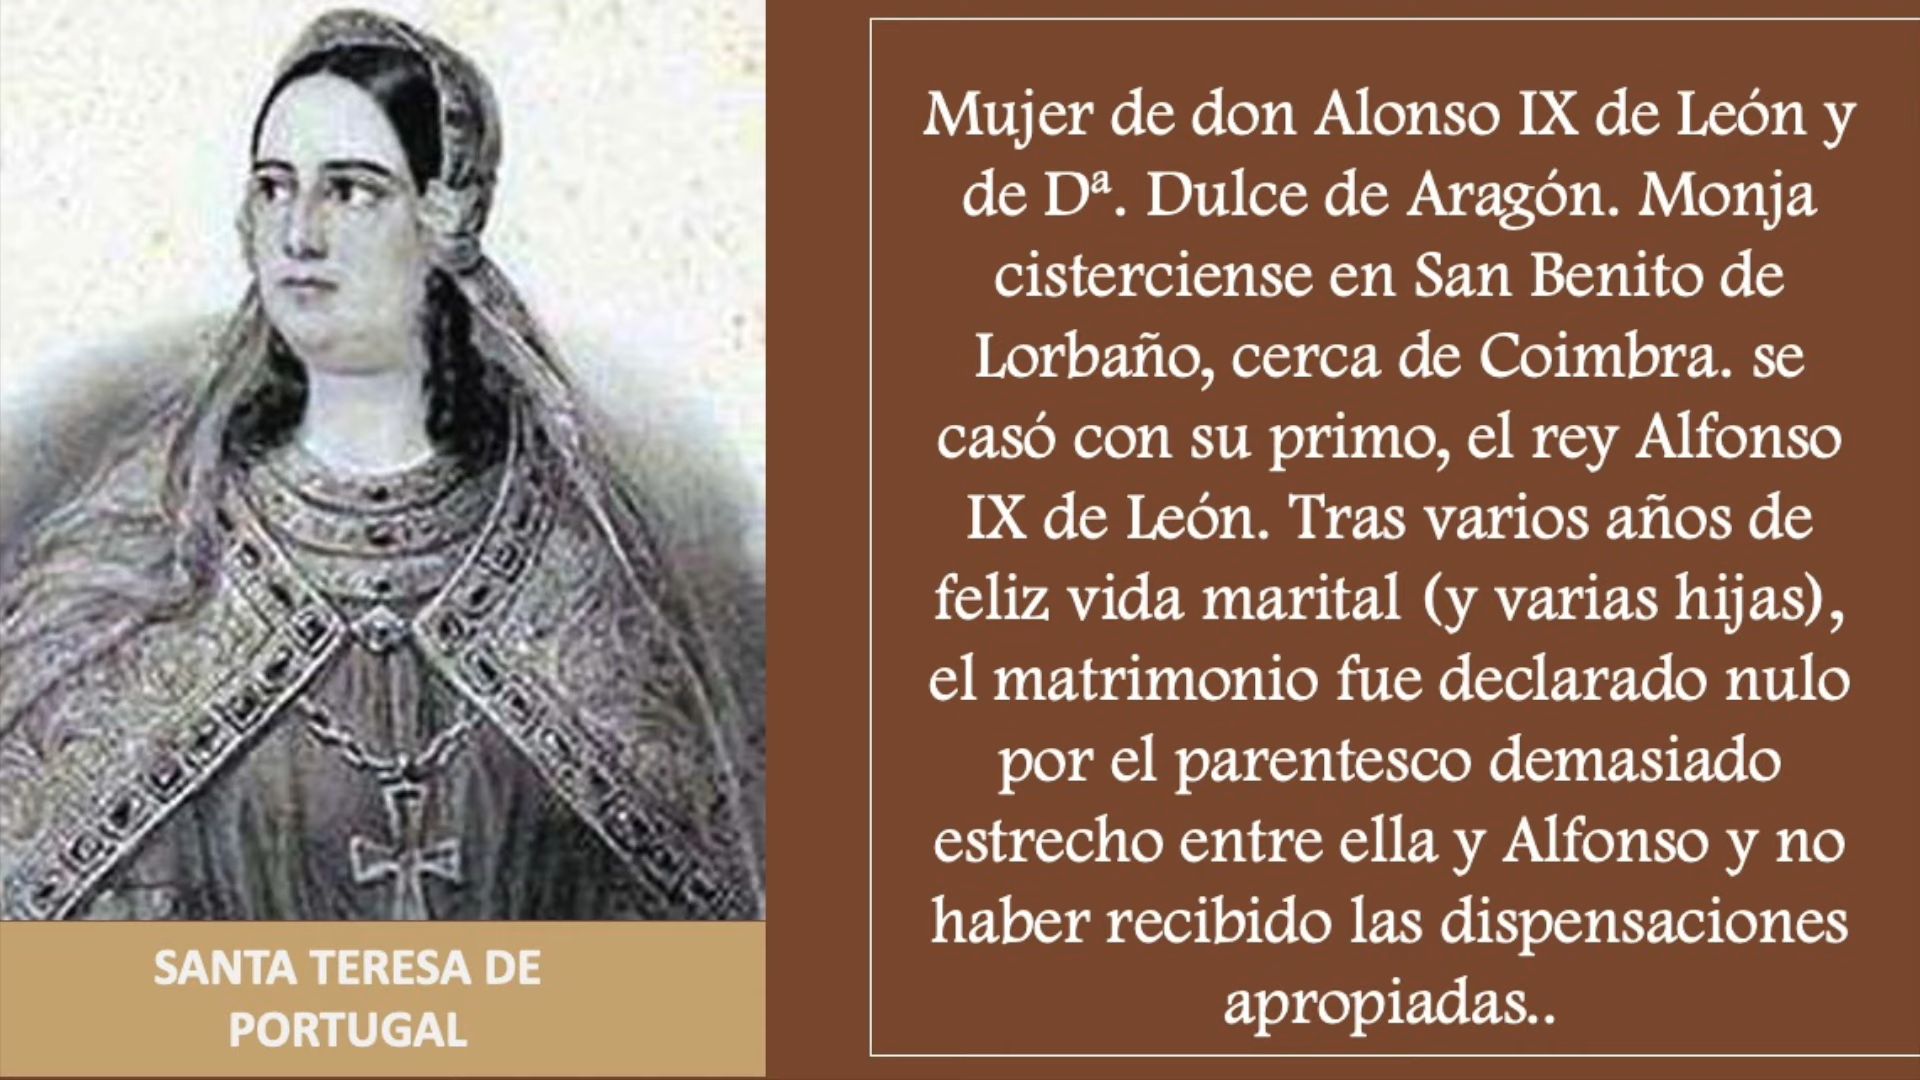 Mujer de don Alonso IX de León y
de Dª. Dulce de Aragón. Monja
cisterciense en San Benito de
Lorbaño, cerca de Coimbra. se
casó con su primo, el rey Alfonso
IX de León. Tras varios años de
feliz vida marital (y varias hijas),
el matrimonio fue declarado nulo
por el parentesco demasiado
estrecho entre ella y Alfonso y no
haber recibido las dispensaciones
apropiadas..
SANTA TERESA DE
PORTUGAL